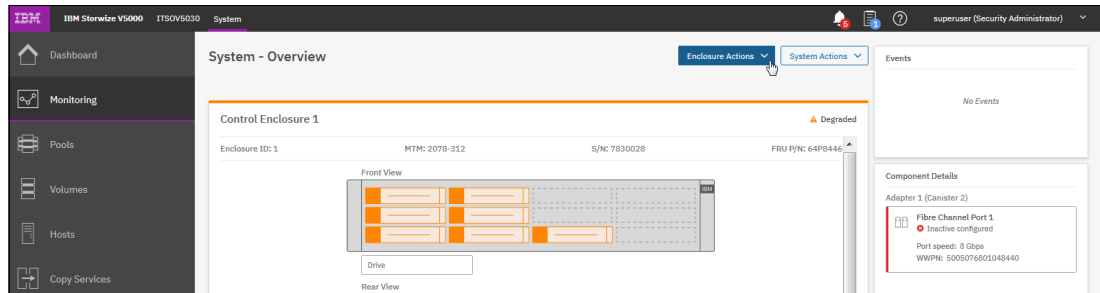 IBM IBM Storwize V5000 ITSOV5030 System 5 1 superuser (Security Administrator)
Dashboard
Monitoring
Pools
Volumes
Hosts
Copy Services
System - Overview
Enclosure Actions
System Actions
Control Enclosure 1
Degraded
Enclosure ID: 1 MTM: 2078-312 S/N: 7830028 FRU P/N: 64P8446
Front View
IBM
Drive
Rear View
Events
No Events
Component Details
Adapter 1 (Canister 2)
Fibre Channel Port 1
Inactive configured
Port speed: 8 Gbps
WWPN: 5005076801048440